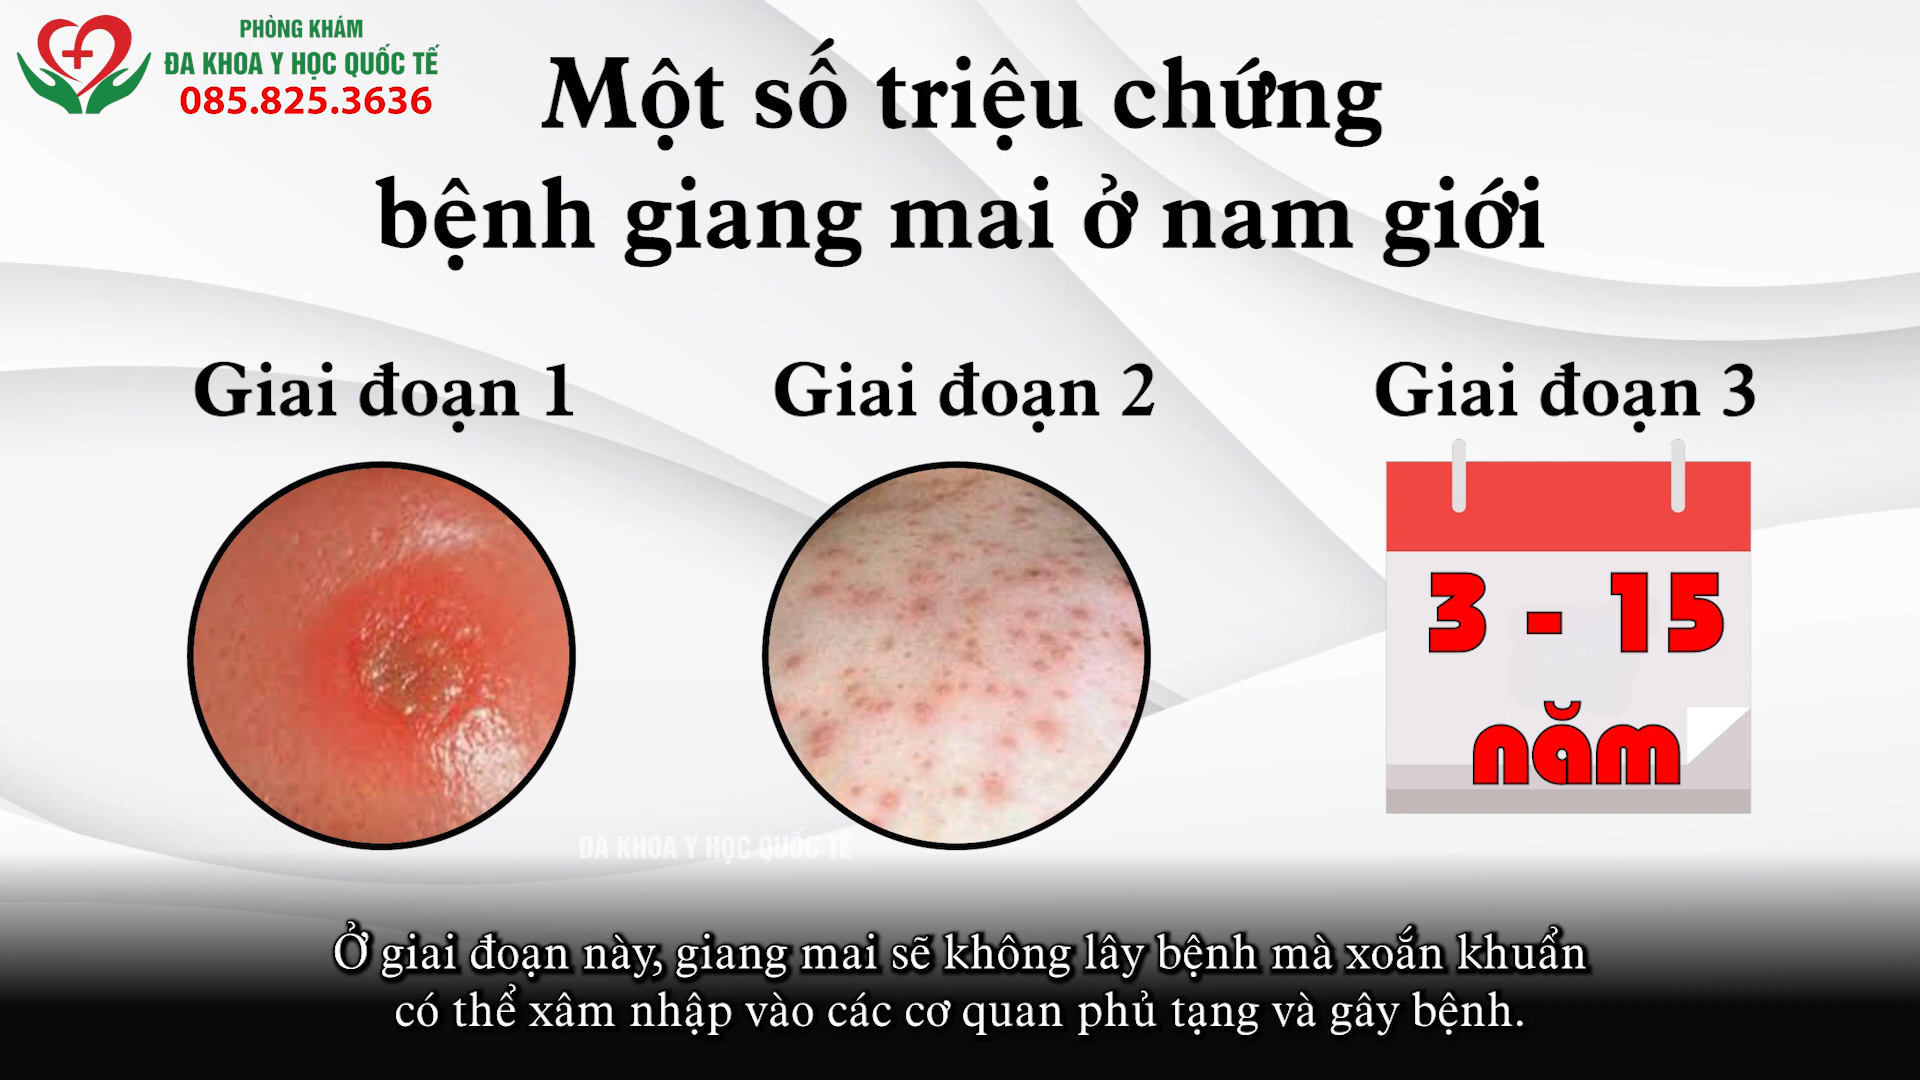 PHÒNG KHÁM
ĐA KHOA Y HỌC QUỐC TẾ
085.825.3636
Một số triệu chứng
bệnh giang mai ở nam giới
Giai đoạn 1
Giai đoạn 2
Giai đoạn 3
3 - 15
năm
ĐA KHOA Y HỌC QUỐC TẾ
Ở giai đoạn này, giang mai sẽ không lây bệnh mà xoắn khuẩn
có thể xâm nhập vào các cơ quan phủ tạng và gây bệnh.